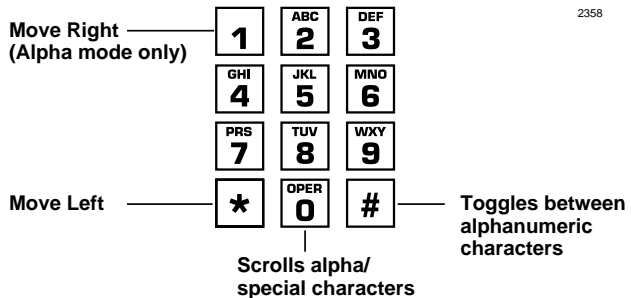 2358
Move Right
(Alpha mode only)
1
ABC
2
DEF
3
GHI
4
JKL
5
MNO
6
PRS
7
TUV
8
WXY
9
Move Left
*
OPER
0
#
Toggles between
alphanumeric
characters
Scrolls alpha/
special characters